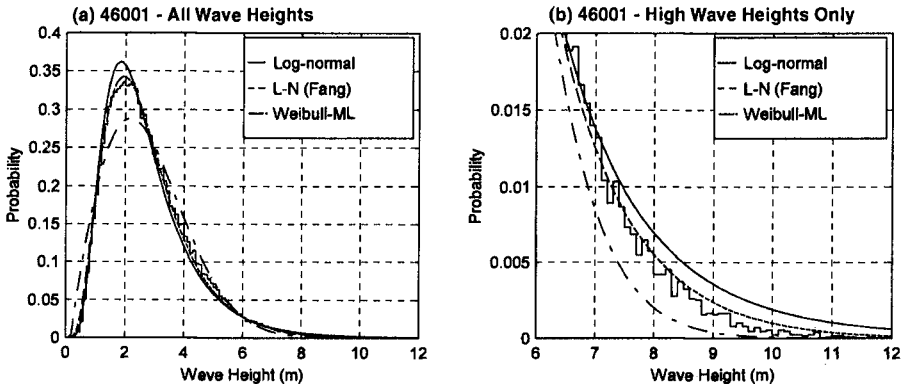 (a) 46001 - All Wave Heights
0.4
0.35
0.3
0.25
0.2
0.15
0.1
0.05
0
Probability
Log-normal
L-N (Fang)
Weibull-ML
0 2 4 6 8 10 12
Wave Height (m)
(b) 46001 - High Wave Heights Only
0.02
0.015
0.01
0.005
0
Probability
Log-normal
L-N (Fang)
Weibull-ML
6 7 8 9 10 11 12
Wave Height (m)